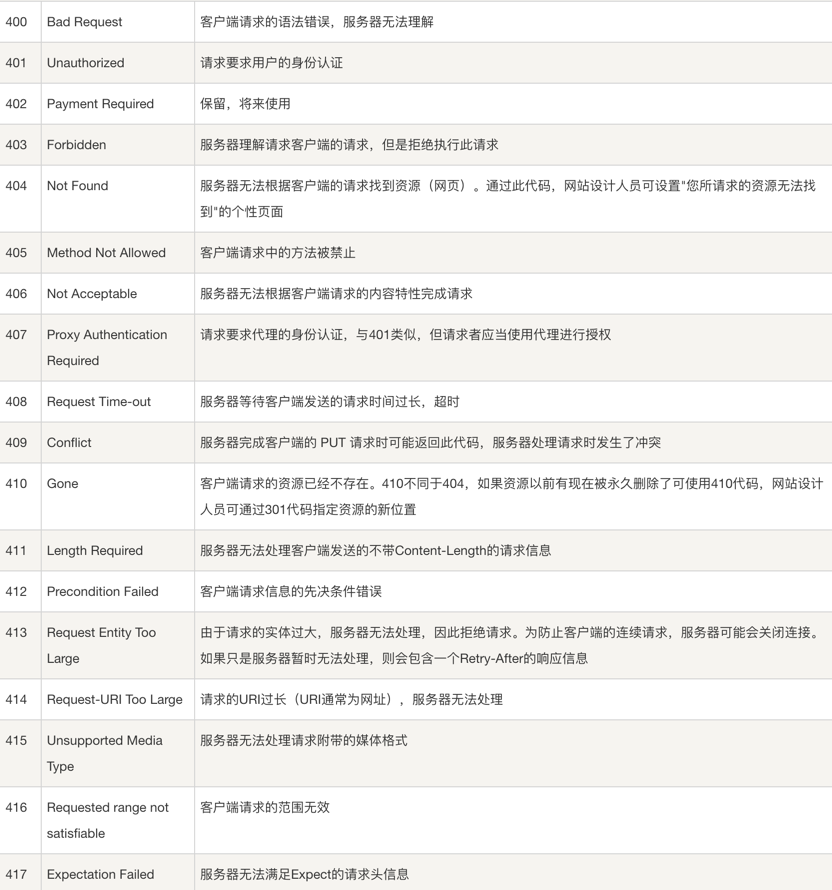 400 Bad Request 客户端请求的语法错误，服务器无法理解
401 Unauthorized 请求要求用户的身份认证
402 Payment Required 保留，将来使用
403 Forbidden 服务器理解请求客户端的请求，但是拒绝执行此请求
404 Not Found 服务器无法根据客户端的请求找到资源（网页）。通过此代码，网站设计人员可设置"您所请求的资源无法找
到"的个性页面
405 Method Not Allowed 客户端请求中的方法被禁止
406 Not Acceptable 服务器无法根据客户端请求的内容特性完成请求
407 Proxy Authentication 请求要求代理的身份认证，与401类似，但请求者应当使用代理进行授权
Required
408 Request Time-out 服务器等待客户端发送的请求时间过长，超时
409 Conflict 服务器完成客户端的 PUT 请求时可能返回此代码，服务器处理请求时发生了冲突
410 Gone 客户端请求的资源已经不存在。410不同于404，如果资源以前有现在被永久删除了可使用410代码，网站设计
人员可通过301代码指定资源的新位置
411 Length Required 服务器无法处理客户端发送的不带Content-Length的请求信息
412 Precondition Failed 客户端请求信息的先决条件错误
413 Request Entity Too 由于请求的实体过大，服务器无法处理，因此拒绝请求。为防止客户端的连续请求，服务器可能会关闭连接。
Large 如果只是服务器暂时无法处理，则会包含一个Retry-After的响应信息
414 Request-URI Too Large 请求的URI过长（URI通常为网址），服务器无法处理
415 Unsupported Media 服务器无法处理请求附带的媒体格式
Type
416 Requested range not 客户端请求的范围无效
satisfiable
417 Expectation Failed 服务器无法满足Expect的请求头信息